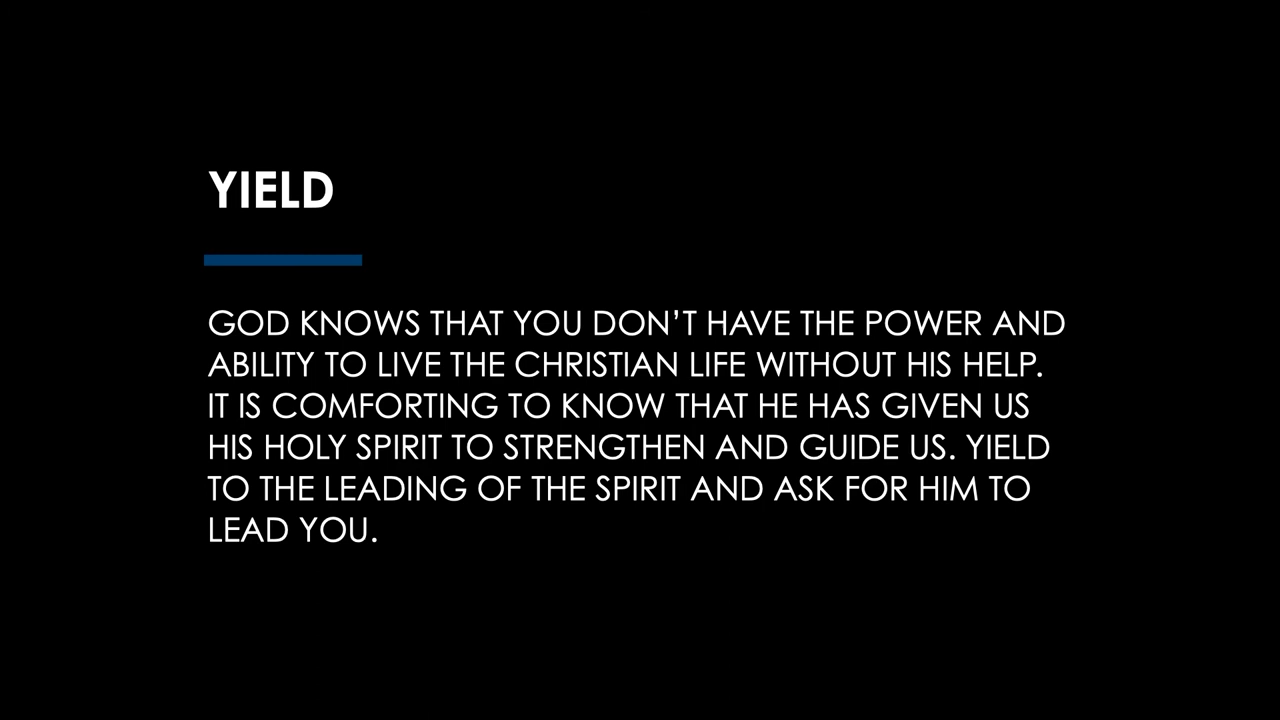 YIELD
GOD KNOWS THAT YOU DON’T HAVE THE POWER AND
ABILITY TO LIVE THE CHRISTIAN LIFE WITHOUT HIS HELP.
IT IS COMFORTING TO KNOW THAT HE HAS GIVEN US
HIS HOLY SPIRIT TO STRENGTHEN AND GUIDE US. YIELD
TO THE LEADING OF THE SPIRIT AND ASK FOR HIM TO
LEAD YOU.